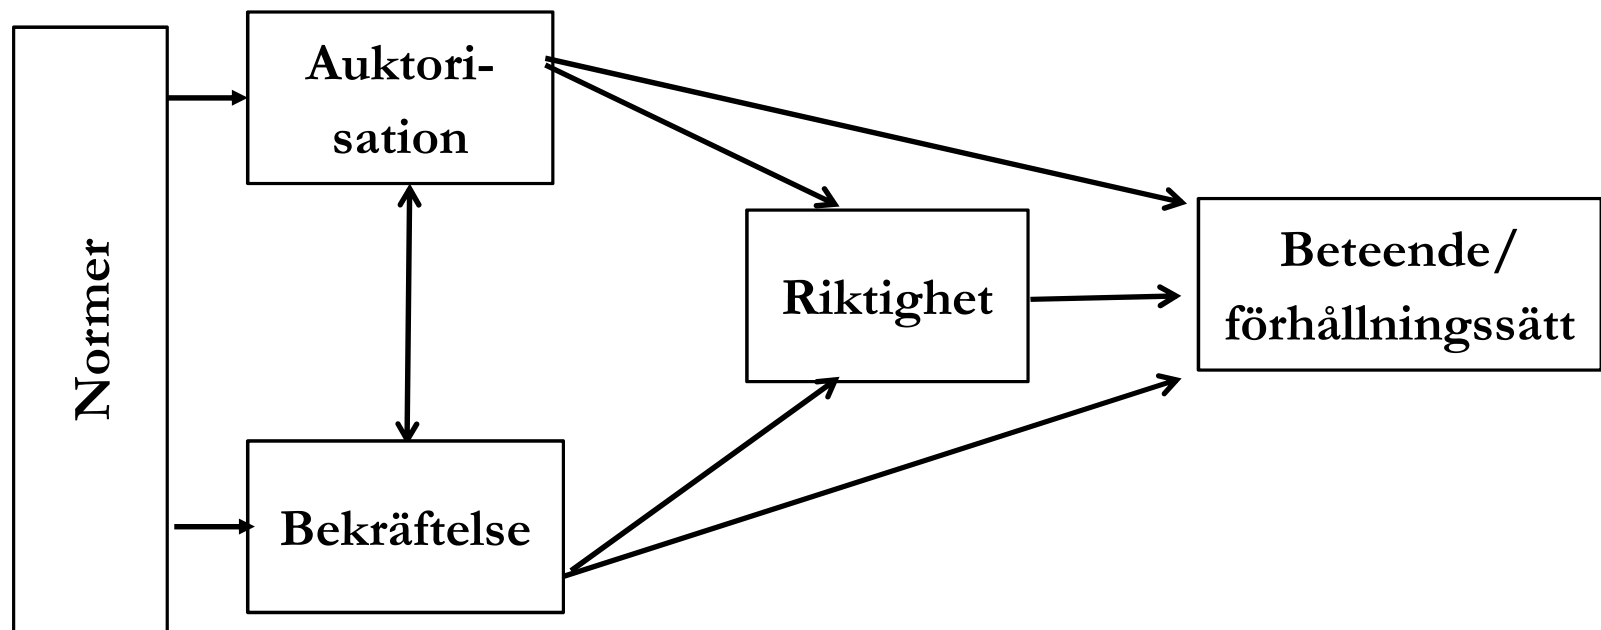 Normer
Auktori-
sation
Bekräftelse
Riktighet
Beteende/
förhållningssätt